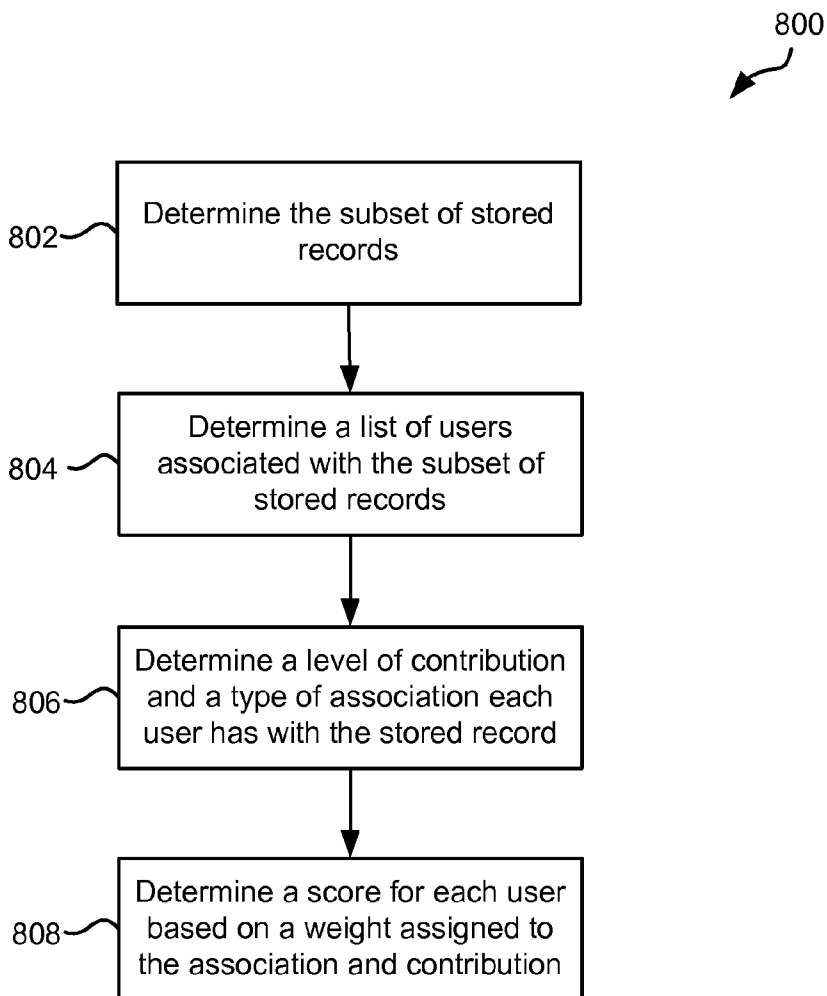 800
802
Determine the subset of stored
records
804
Determine a list of users
associated with the subset of
stored records
806
Determine a level of contribution
and a type of association each
user has with the stored record
808
Determine a score for each user
based on a weight assigned to
the association and contribution